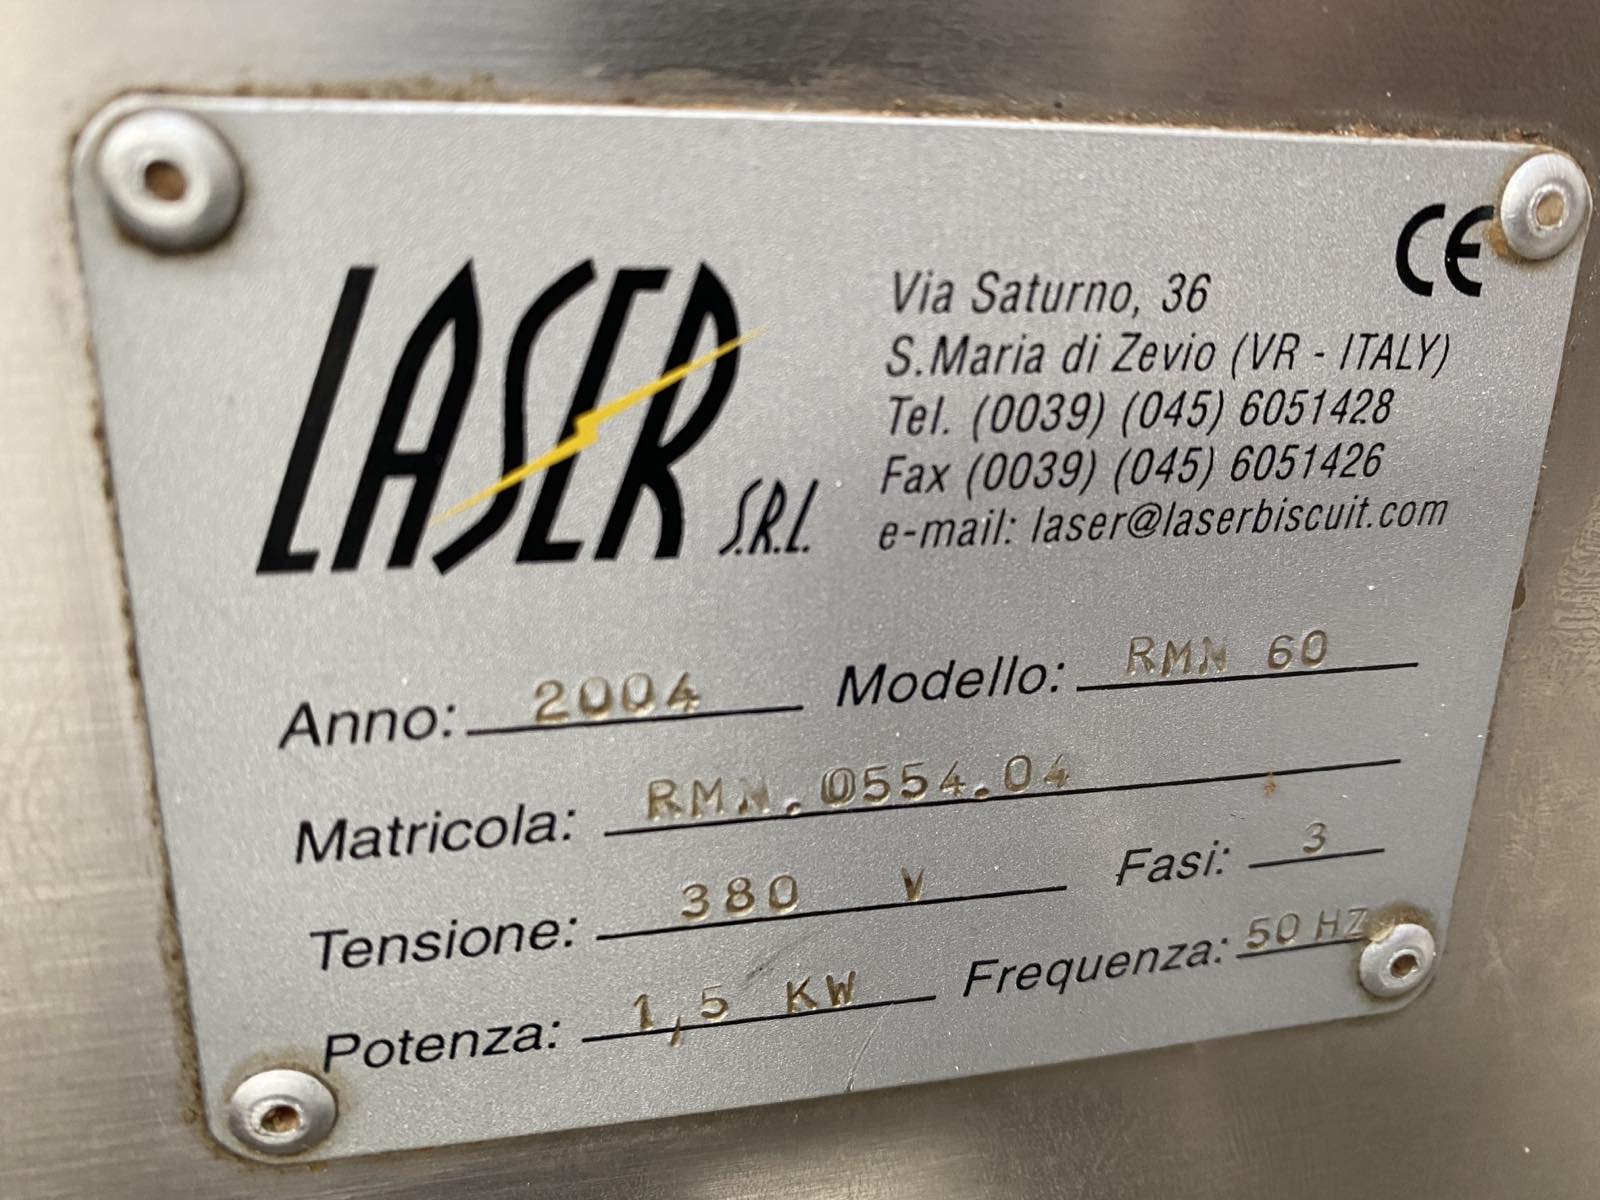 LASER S.R.L.
CE
Via Saturno, 36
S.Maria di Zevio (VR - ITALY)
Tel. (0039) (045) 6051428
Fax (0039) (045) 6051426
e-mail: laser@laserbiscuit.com
Anno: 2004 Modello: RMN 60
Matricola: RMN.0554.04
Tensione: 380 V Fasi: 3
Potenza: 1,5 KW Frequenza: 50 HZ